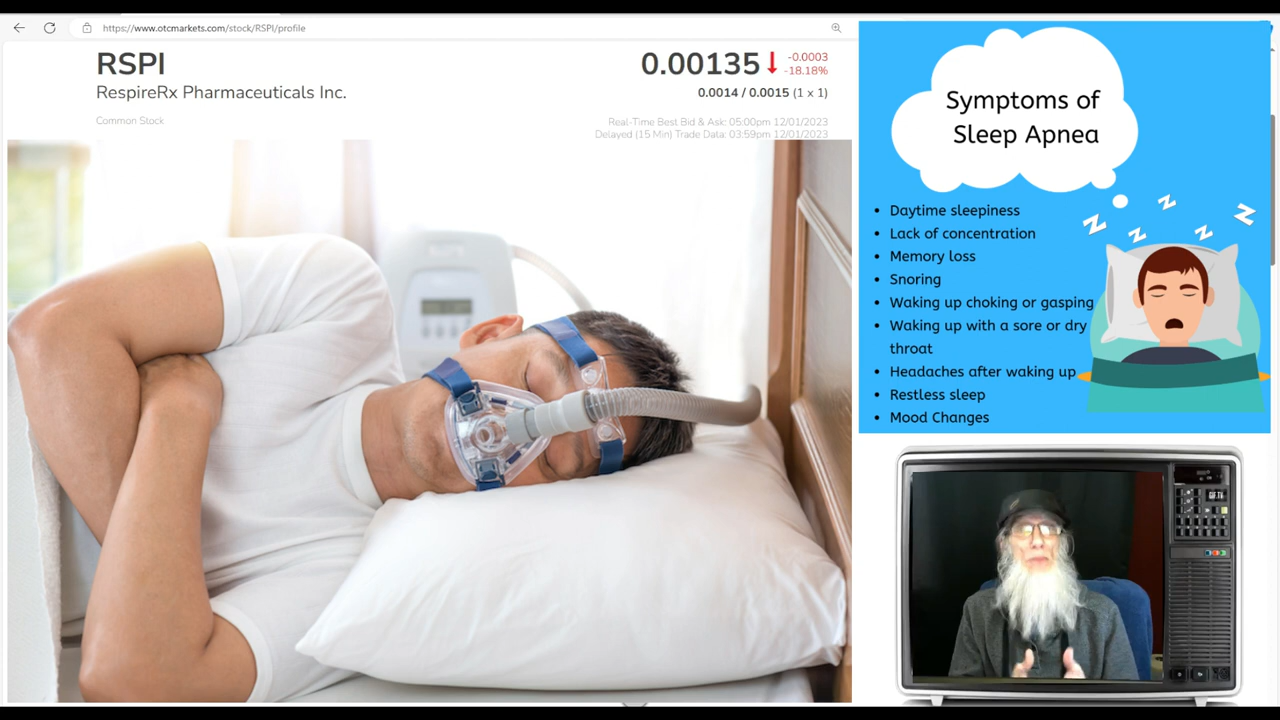 https://www.otcmarkets.com/stock/RSPI/profile
RSPI
RespireRx Pharmaceuticals Inc.
Common Stock
0.00135
-0.0003
-18.18%
0.0014 / 0.0015 (1 x 1)
Real-Time Best Bid & Ask: 05:00pm 12/01/2023
Delayed (15 Min) Trade Data: 03:59pm 12/01/2023
Symptoms of
Sleep Apnea
z
z
z
z
z
• Daytime sleepiness
• Lack of concentration
• Memory loss
• Snoring
• Waking up choking or gasping
• Waking up with a sore or dry
throat
• Headaches after waking up
• Restless sleep
• Mood Changes